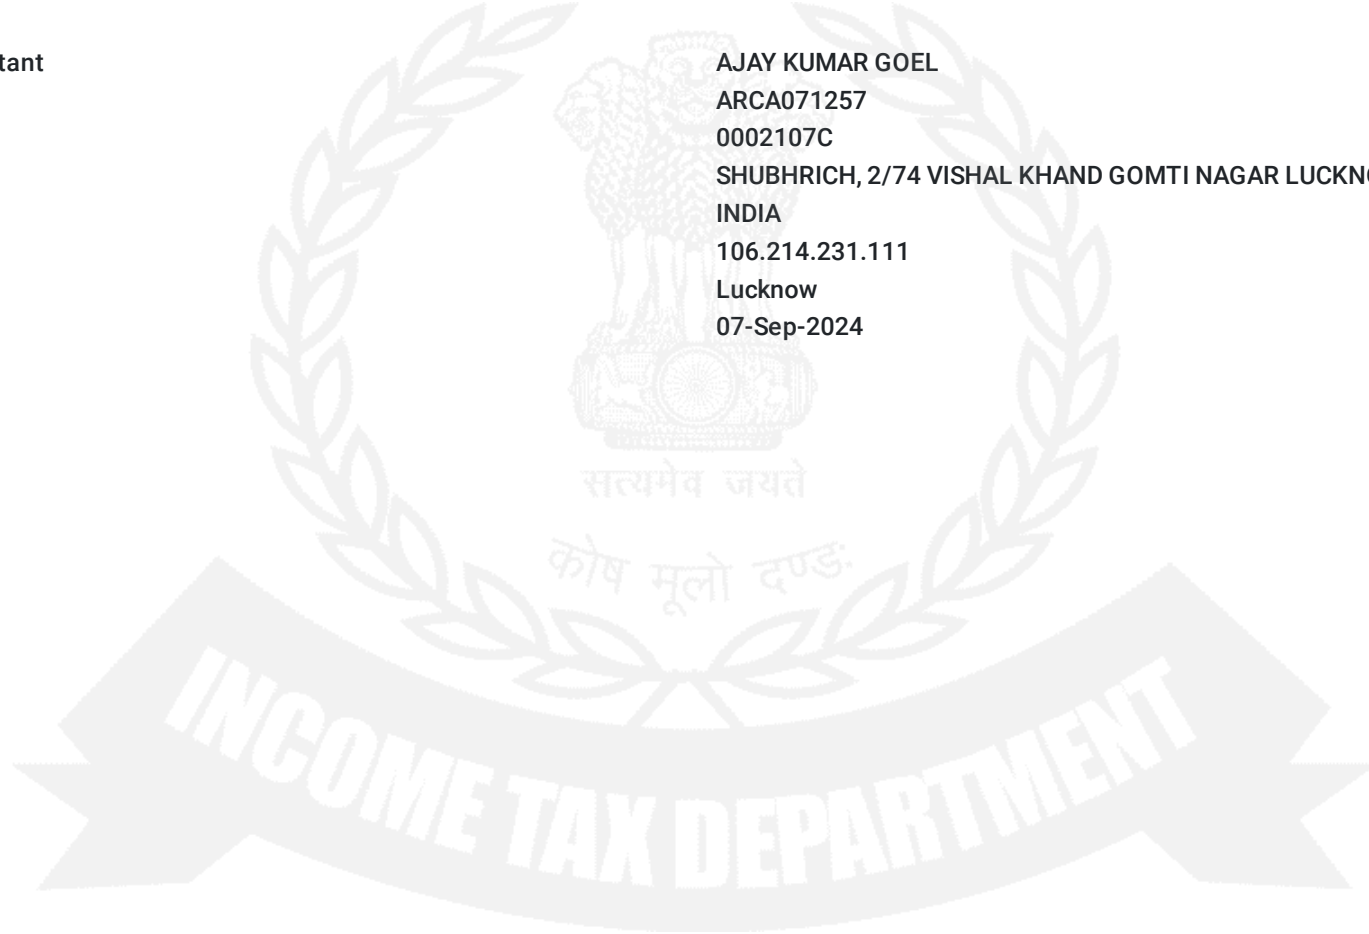 tant
AJAY KUMAR GOEL
ARCA071257
0002107C
SHUBHRICH, 2/74 VISHAL KHAND GOMTI NAGAR LUCKN
INDIA
106.214.231.111
Lucknow
07-Sep-2024
सत्यमेव जयते
कोष मूलो दण्डः
INCOME TAX DEPARTMENT